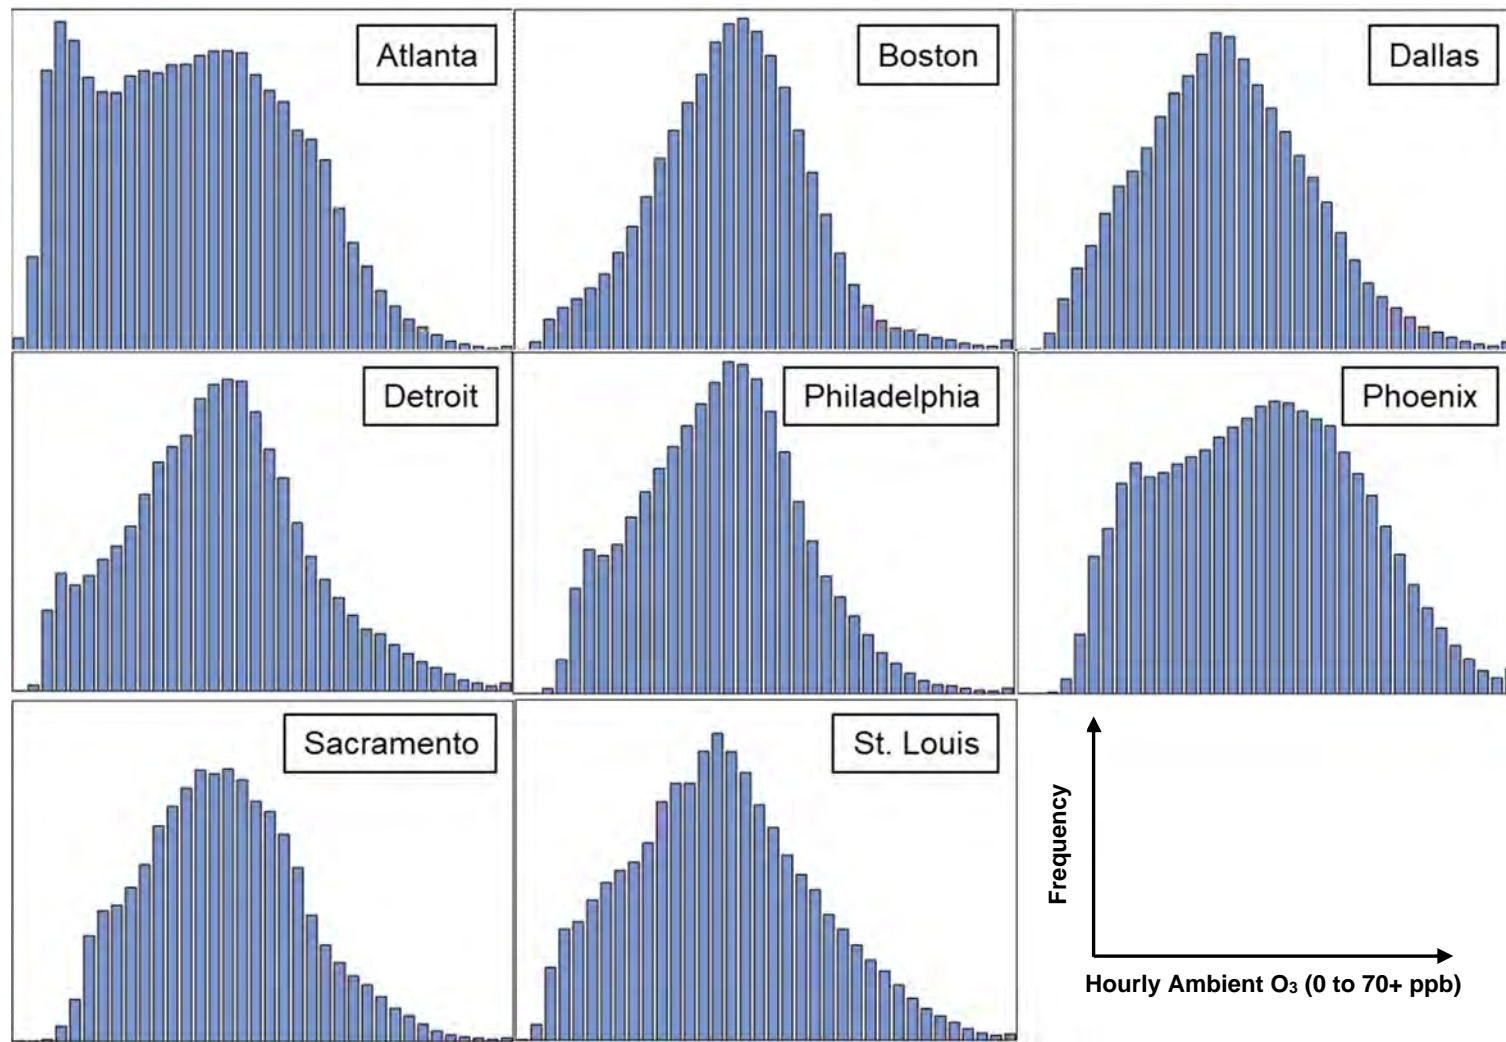 Atlanta
Boston
Dallas
Detroit
Philadelphia
Phoenix
Sacramento
St. Louis
Frequency
Hourly Ambient O₃ (0 to 70+ ppb)